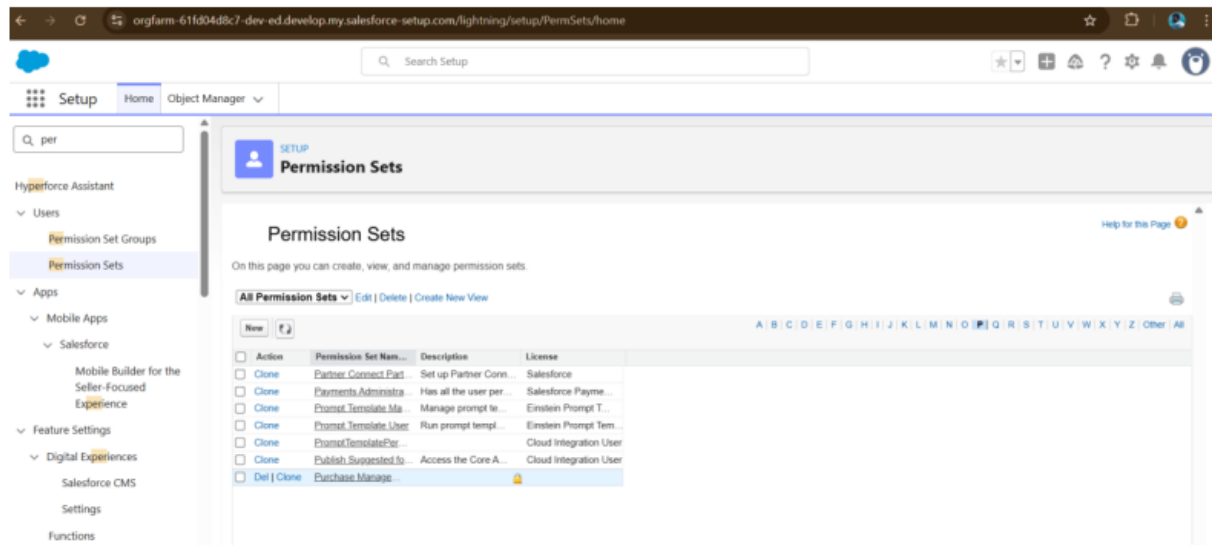 orgfarm-61fd04d8c7-dev-ed.develop.my.salesforce-setup.com/lightning/setup/PermSets/home
Search Setup
Setup Home Object Manager
per
Hyperforce Assistant
Users
Permission Set Groups
Permission Sets
Apps
Mobile Apps
Salesforce
Mobile Builder for the
Seller-Focused
Experience
Feature Settings
Digital Experiences
Salesforce CMS
Settings
Functions
SETUP
Permission Sets
Permission Sets
Help for this Page
On this page you can create, view, and manage permission sets.
All Permission Sets Edit | Delete | Create New View
New
A | B | C | D | E | F | G | H | I | J | K | L | M | N | O | P | Q | R | S | T | U | V | W | X | Y | Z | Other | All
Action Permission Set Nam... Description License
Clone Partner Connect Part... Set up Partner Conn... Salesforce
Clone Payments Administra... Has all the user per... Salesforce Payme...
Clone Prompt Template Ma... Manage prompt te... Einstein Prompt T...
Clone Prompt Template User Run prompt templ... Einstein Prompt Tem...
Clone PromptTemplatePer... Cloud Integration User
Clone Publish Suggested fo... Access the Core A... Cloud Integration User
Del | Clone Purchase Manage...